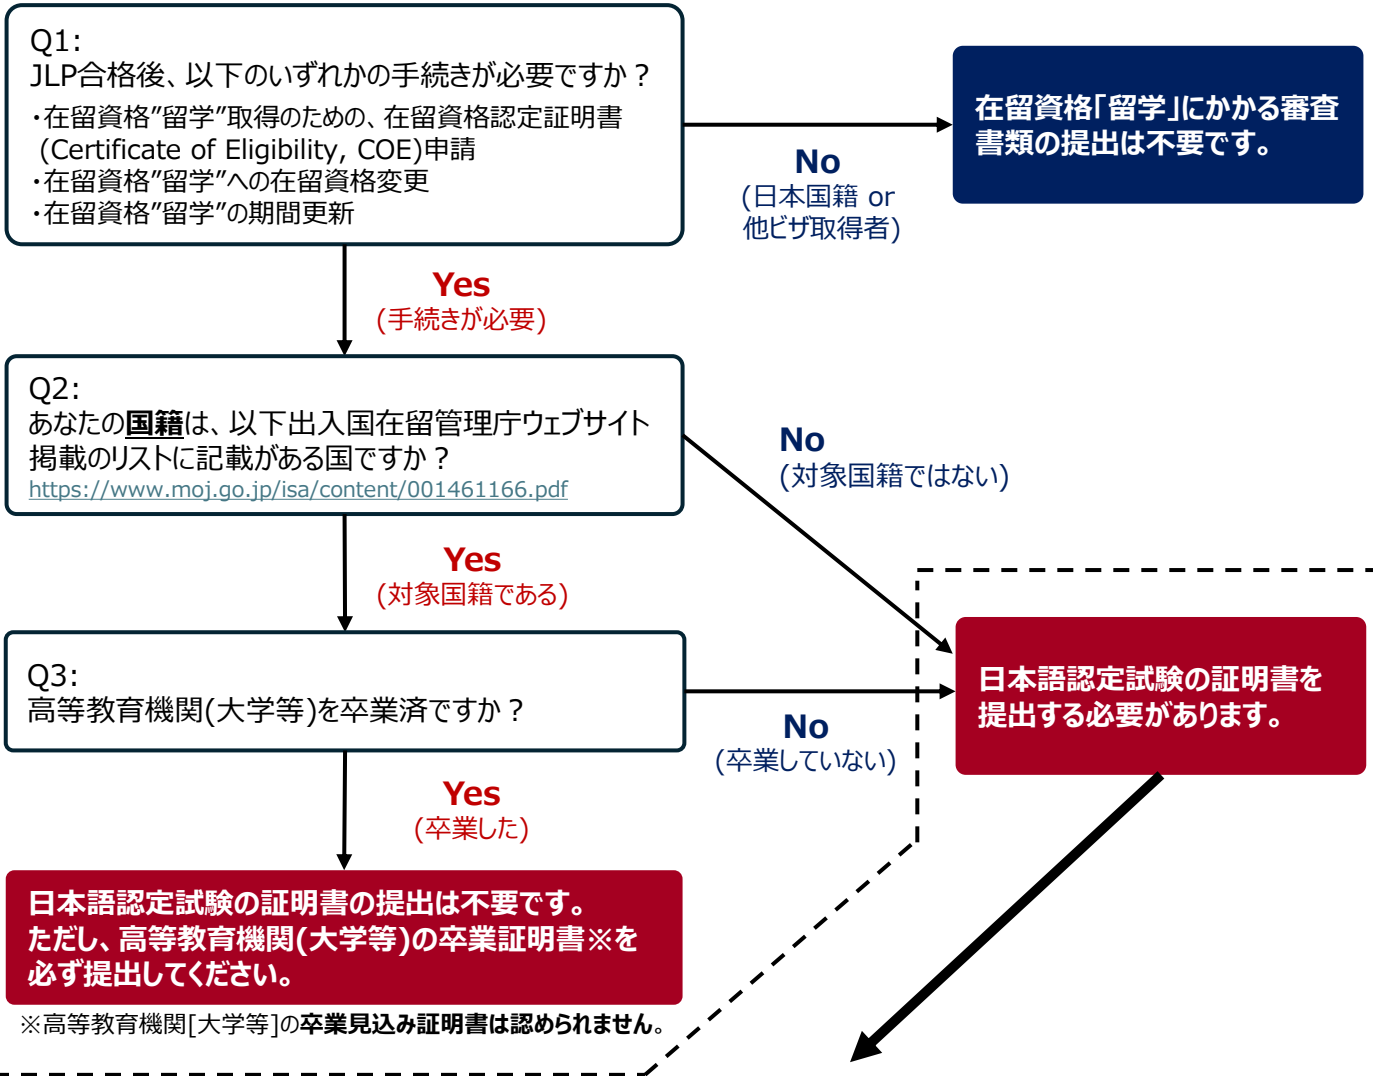 Q1:
JLP合格後、以下のいずれかの手続きが必要ですか？
・在留資格”留学”取得のための、在留資格認定証明書
(Certificate of Eligibility, COE)申請
・在留資格”留学”への在留資格変更
・在留資格”留学”の期間更新
No
(日本国籍 or
他ビザ取得者)
在留資格「留学」にかかる審査
書類の提出は不要です。
Yes
(手続きが必要)
Q2:
あなたの国籍は、以下出入国在留管理庁ウェブサイト
掲載のリストに記載がある国ですか？
https://www.moj.go.jp/isa/content/001461166.pdf
No
(対象国籍ではない)
Yes
(対象国籍である)
Q3:
高等教育機関(大学等)を卒業済ですか？
No
(卒業していない)
日本語認定試験の証明書を
提出する必要があります。
Yes
(卒業した)
日本語認定試験の証明書の提出は不要です。
ただし、高等教育機関(大学等)の卒業証明書※を
必ず提出してください。
※高等教育機関[大学等]の卒業見込み証明書は認められません。